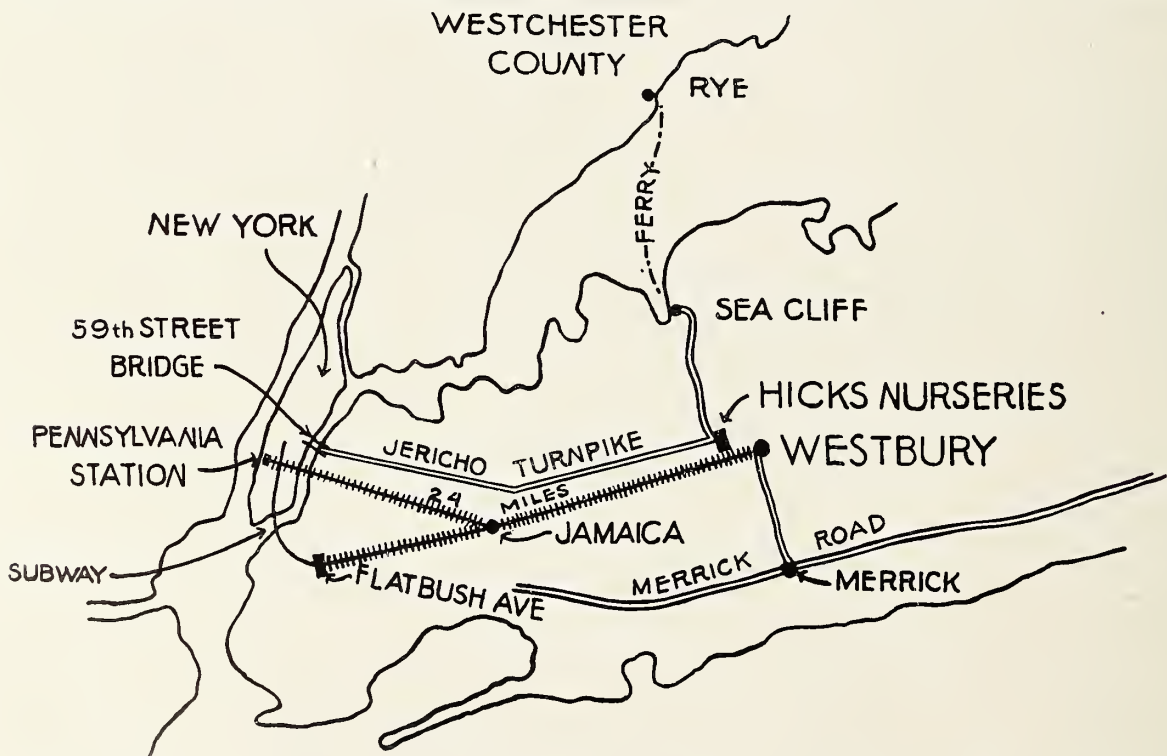 WESTCHESTER
COUNTY
RYE
FERRY
NEW YORK
SEA CLIFF
59th STREET
BRIDGE
HICKS NURSERIES
PENNSYLVANIA
STATION
JERICHO TURNPIKE
WESTBURY
24 MILES
JAMAICA
SUBWAY
FLATBUSH AVE
MERRICK ROAD
MERRICK